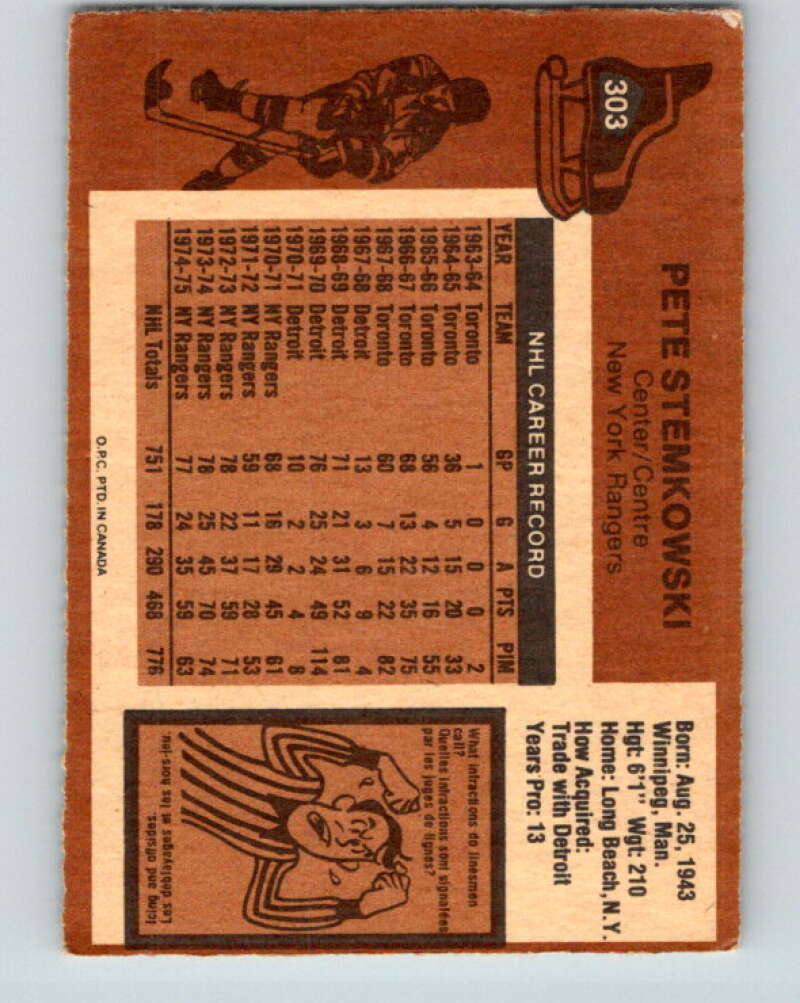 303
PETE STEMKOWSKI
Center/Centre
New York Rangers
NHL CAREER RECORD
YEAR TEAM GP G A PTS PIM
1963-64 Toronto 1 0 0 0 2
1964-65 Toronto 36 5 15 20 33
1965-66 Toronto 56 4 12 16 55
1966-67 Toronto 68 13 22 35 75
1967-68 Toronto 60 7 15 22 82
1967-68 Detroit 13 3 6 9 4
1968-69 Detroit 71 21 31 52 81
1969-70 Detroit 76 25 24 49 114
1970-71 Detroit 10 2 2 4 8
1970-71 NY Rangers 68 16 29 45 61
1971-72 NY Rangers 59 11 17 28 53
1972-73 NY Rangers 78 22 37 59 71
1973-74 NY Rangers 78 25 45 70 74
1974-75 NY Rangers 77 24 35 59 63
NHL Totals 751 178 290 468 776
O.P.C. PTD. IN CANADA
Born: Aug. 25, 1943
Winnipeg, Man.
Hgt: 6'1" Wgt: 210
Home: Long Beach, N.Y.
How Acquired:
Trade with Detroit
Years Pro: 13
What infractions do linesmen
call?
Quelles infractions sont signalées
par les juges de lignes?
Icing and offsides.
Les dégagements et les hors-jeu.